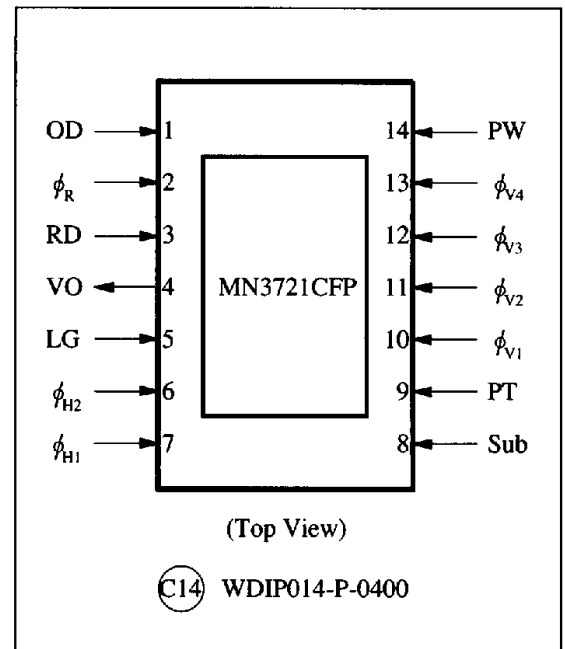 OD 1 14 PW
ϕR 2 13 ϕV4
RD 3 12 ϕV3
VO 4 MN3721CFP 11 ϕV2
LG 5 10 ϕV1
ϕH2 6 9 PT
ϕH1 7 8 Sub
(Top View)
C14 WDIP014-P-0400